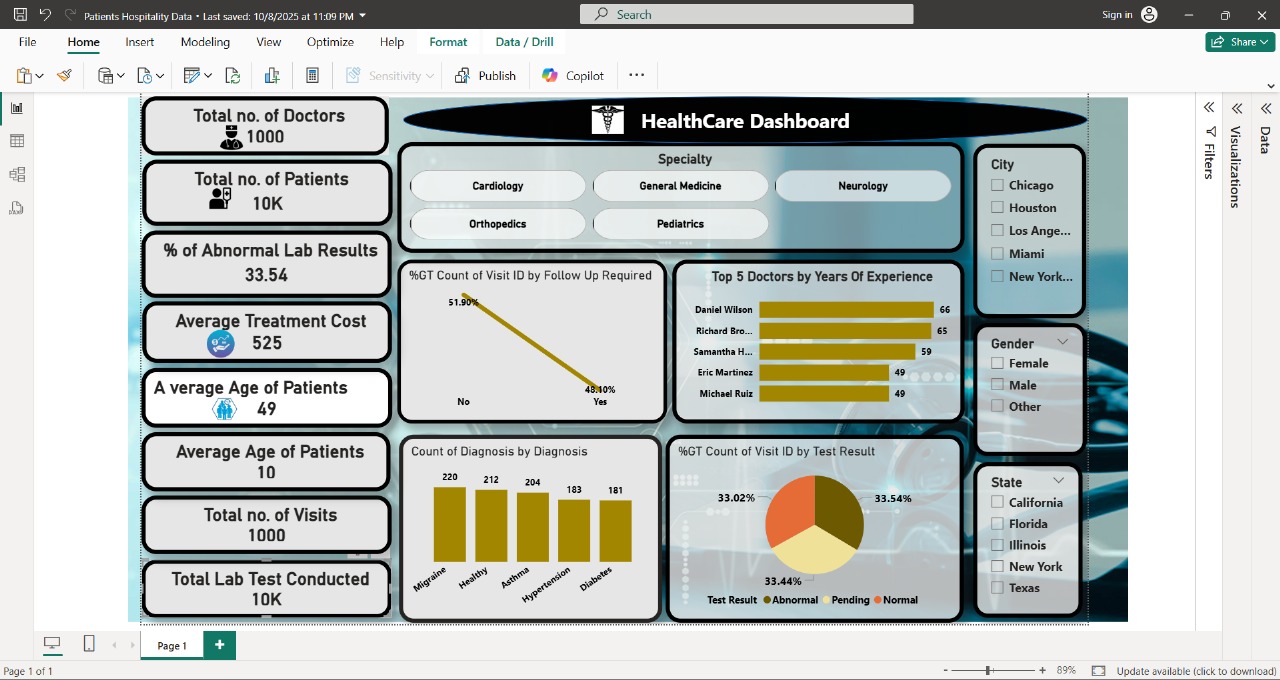 Patients Hospitality Data • Last saved: 10/8/2025 at 11:09 PM
Search
Sign in
File Home Insert Modeling View Optimize Help Format Data / Drill
Share
Sensitivity
Publish
Copilot
Total no. of Doctors
1000
Total no. of Patients
10K
% of Abnormal Lab Results
33.54
Average Treatment Cost
525
A verage Age of Patients
49
Average Age of Patients
10
Total no. of Visits
1000
Total Lab Test Conducted
10K
HealthCare Dashboard
Specialty
Cardiology General Medicine Neurology
Orthopedics Pediatrics
%GT Count of Visit ID by Follow Up Required
51.90%
48.10%
No Yes
Top 5 Doctors by Years Of Experience
Daniel Wilson 66
Richard Bro... 65
Samantha H... 59
Eric Martinez 49
Michael Ruiz 49
Count of Diagnosis by Diagnosis
220 212 204 183 181
Migraine Healthy Asthma Hypertension Diabetes
%GT Count of Visit ID by Test Result
33.02% 33.54%
33.44%
Test Result Abnormal Pending Normal
City
Chicago
Houston
Los Ange...
Miami
New York...
Gender
Female
Male
Other
State
California
Florida
Illinois
New York
Texas
Filters
Visualizations
Data
Page 1
+
Page 1 of 1
- + 89%
Update available (click to download)